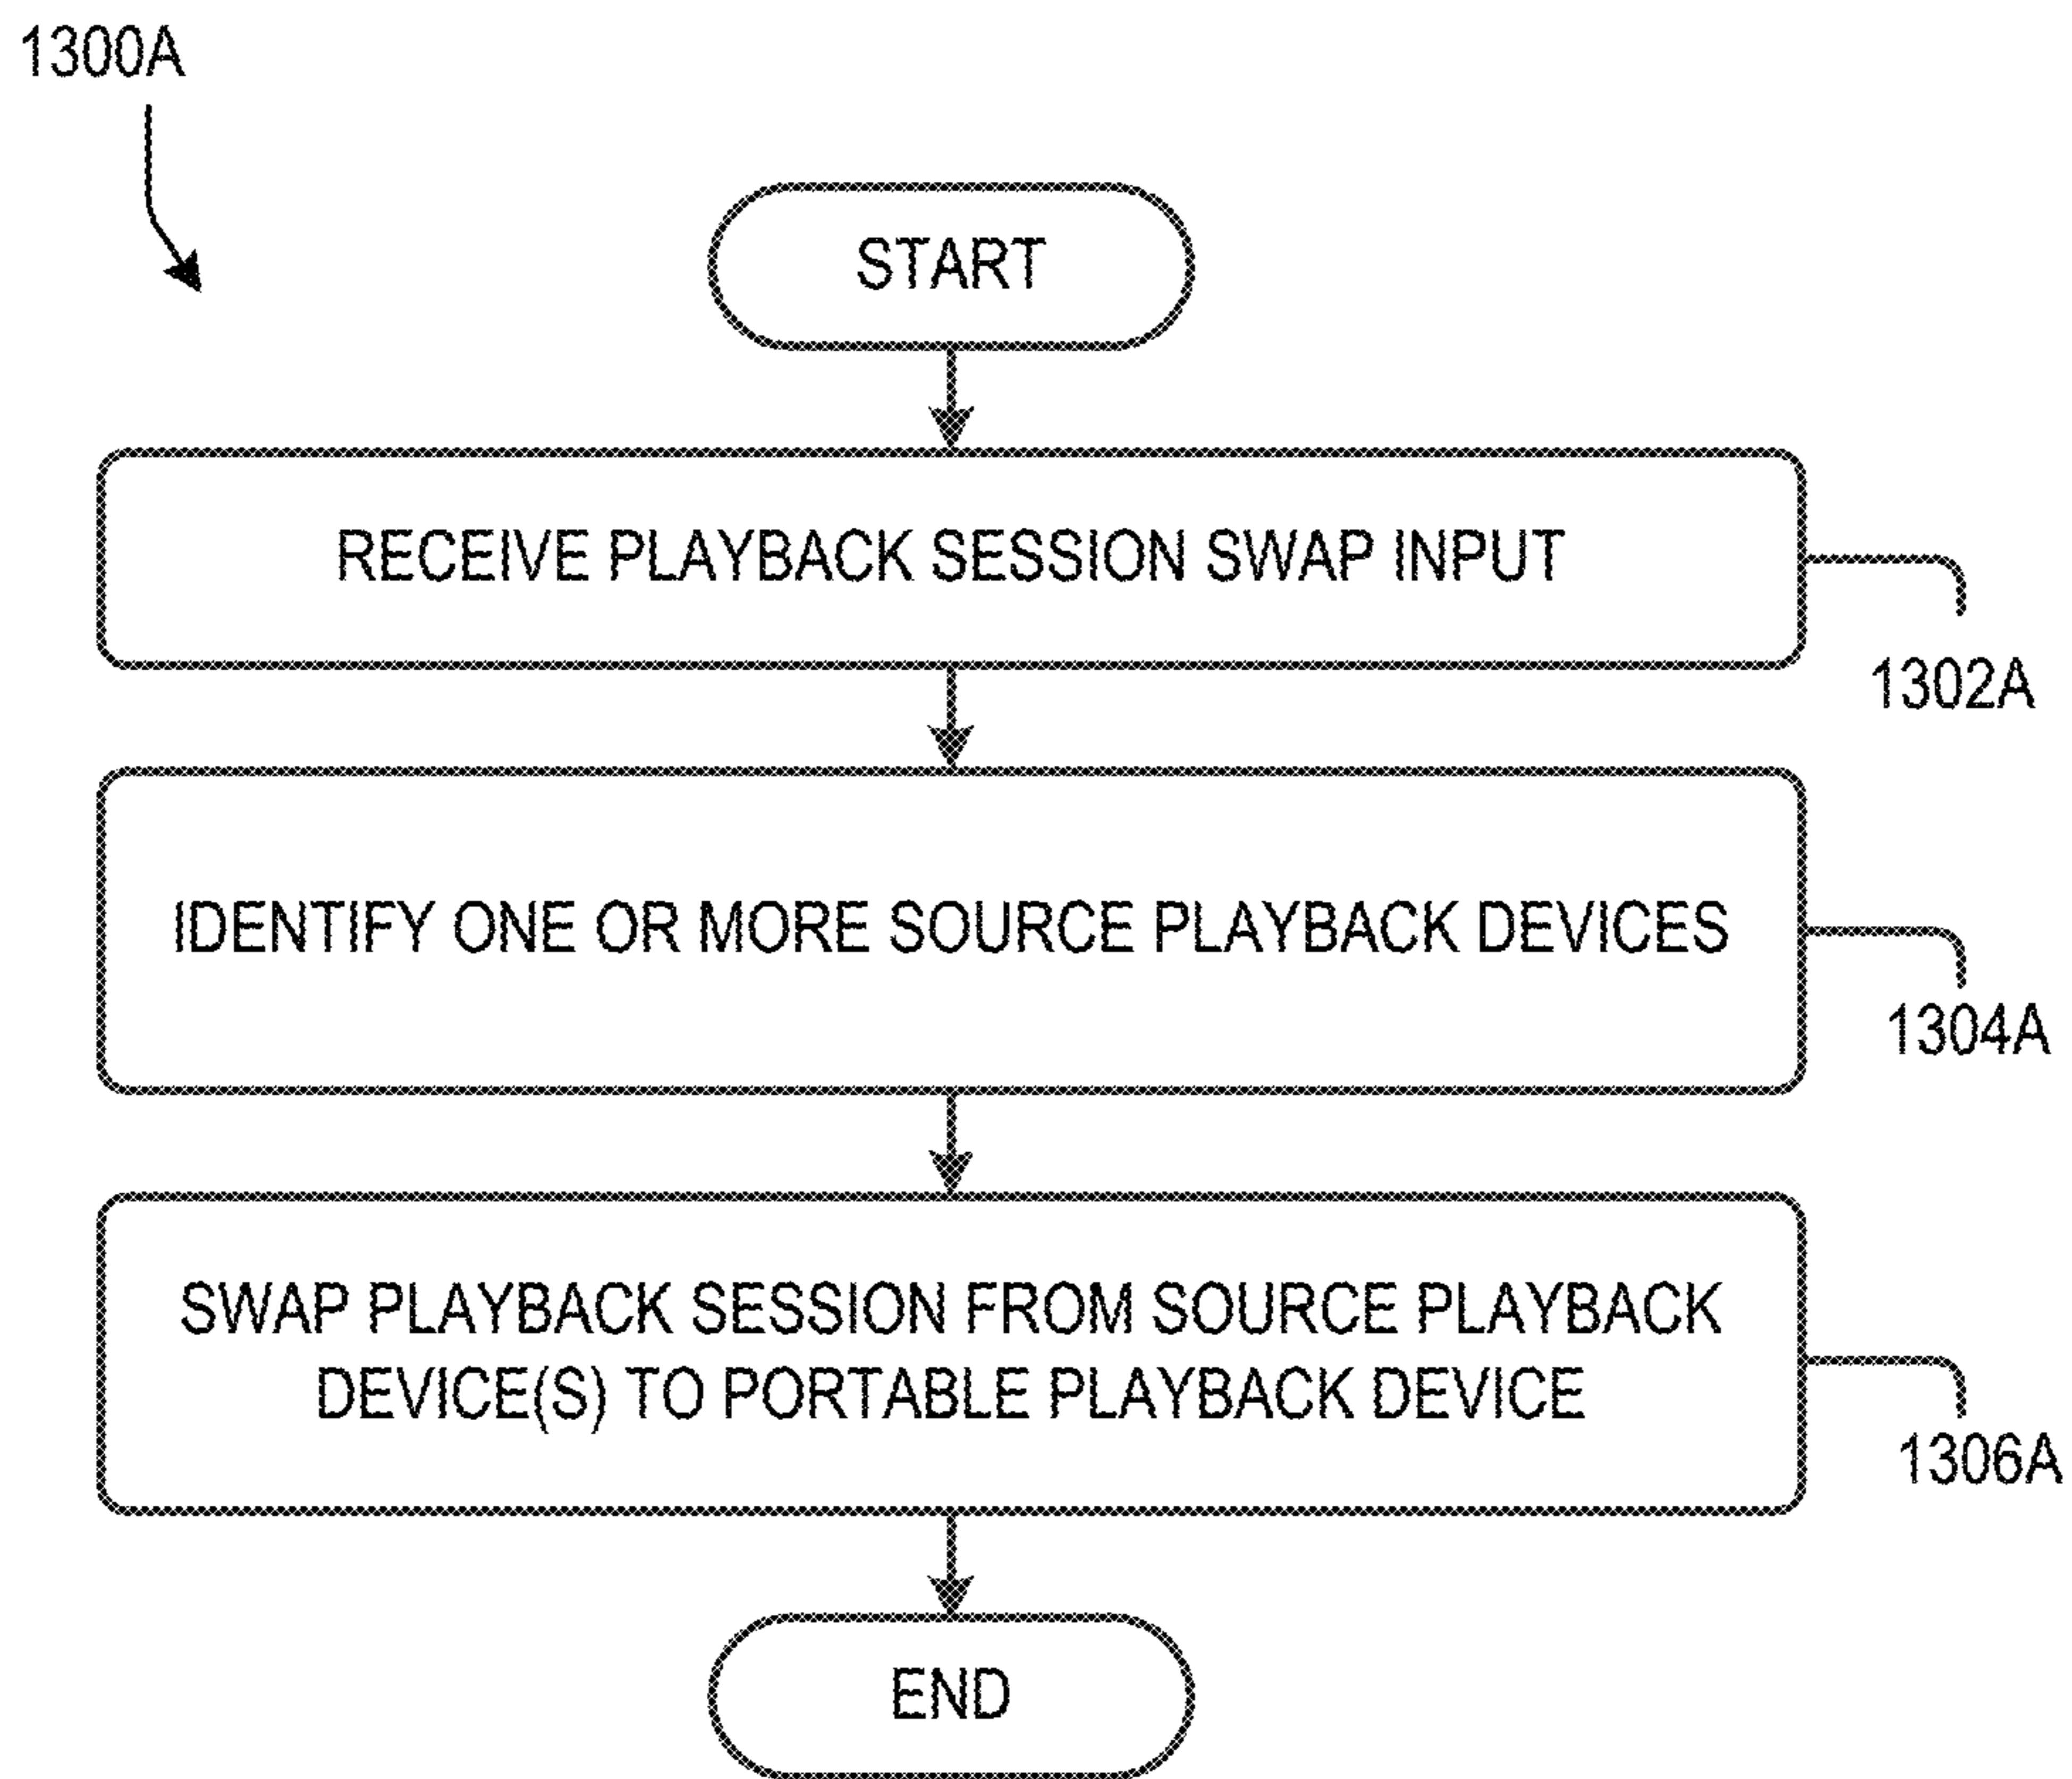 1300A
START
RECEIVE PLAYBACK SESSION SWAP INPUT
1302A
IDENTIFY ONE OR MORE SOURCE PLAYBACK DEVICES
1304A
SWAP PLAYBACK SESSION FROM SOURCE PLAYBACK
DEVICE(S) TO PORTABLE PLAYBACK DEVICE
1306A
END